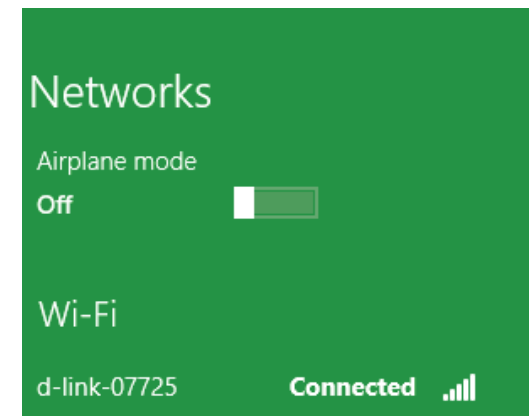 Networks
Airplane mode
Off
Wi-Fi
d-link-07725 Connected